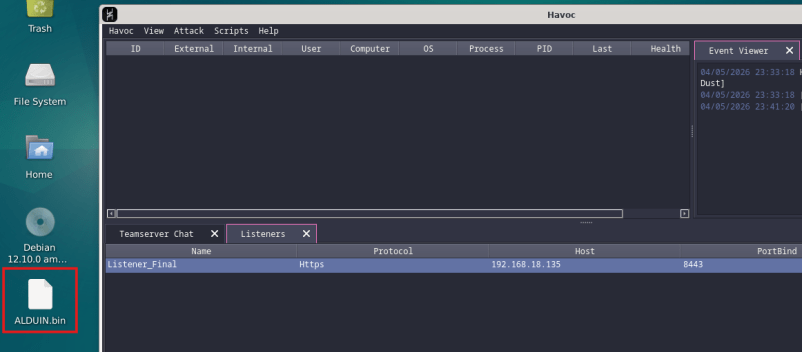 Trash
File System
Home
Debian
12.10.0 am...
ALDUIN.bin
Havoc
Havoc View Attack Scripts Help
ID External Internal User Computer OS Process PID Last Health
Event Viewer X
04/05/2026 23:33:18
Dust]
04/05/2026 23:33:18
04/05/2026 23:41:20
Teamserver Chat X Listeners X
Name Protocol Host PortBind
Listener_Final Https 192.168.18.135 8443